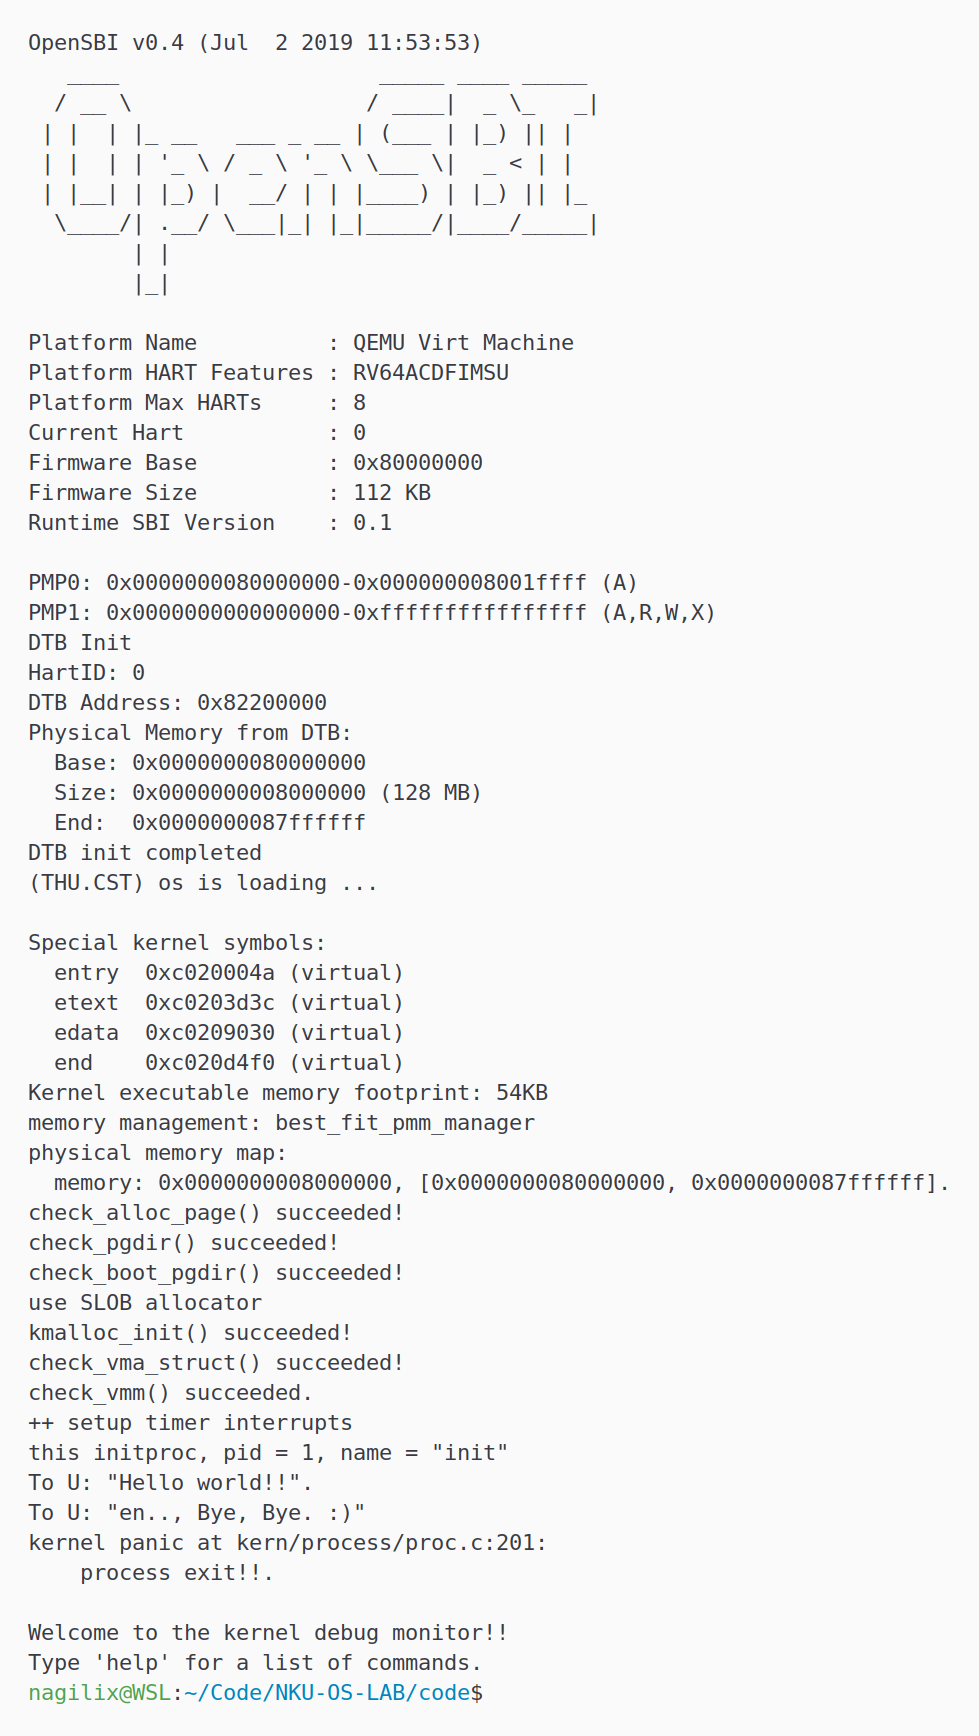 OpenSBI v0.4 (Jul  2 2019 11:53:53)
   ____                    _____ ____ _____
  / __ \                  / ____|  _ \_   _|
 | |  | |_ __   ___ _ __ | (___ | |_) || |
 | |  | | '_ \ / _ \ '_ \ \___ \|  _ < | |
 | |__| | |_) |  __/ | | |____) | |_) || |_
  \____/| .__/ \___|_| |_|_____/|____/_____|
        | |
        |_|

Platform Name          : QEMU Virt Machine
Platform HART Features : RV64ACDFIMSU
Platform Max HARTs     : 8
Current Hart           : 0
Firmware Base          : 0x80000000
Firmware Size          : 112 KB
Runtime SBI Version    : 0.1

PMP0: 0x0000000080000000-0x000000008001ffff (A)
PMP1: 0x0000000000000000-0xffffffffffffffff (A,R,W,X)
DTB Init
HartID: 0
DTB Address: 0x82200000
Physical Memory from DTB:
  Base: 0x0000000080000000
  Size: 0x0000000008000000 (128 MB)
  End:  0x0000000087ffffff
DTB init completed
(THU.CST) os is loading ...

Special kernel symbols:
  entry  0xc020004a (virtual)
  etext  0xc0203d3c (virtual)
  edata  0xc0209030 (virtual)
  end    0xc020d4f0 (virtual)
Kernel executable memory footprint: 54KB
memory management: best_fit_pmm_manager
physical memory map:
  memory: 0x0000000008000000, [0x0000000080000000, 0x0000000087ffffff].
check_alloc_page() succeeded!
check_pgdir() succeeded!
check_boot_pgdir() succeeded!
use SLOB allocator
kmalloc_init() succeeded!
check_vma_struct() succeeded!
check_vmm() succeeded.
++ setup timer interrupts
this initproc, pid = 1, name = "init"
To U: "Hello world!!".
To U: "en.., Bye, Bye. :)"
kernel panic at kern/process/proc.c:201:
    process exit!!.

Welcome to the kernel debug monitor!!
Type 'help' for a list of commands.
nagilix@WSL:~/Code/NKU-OS-LAB/code$